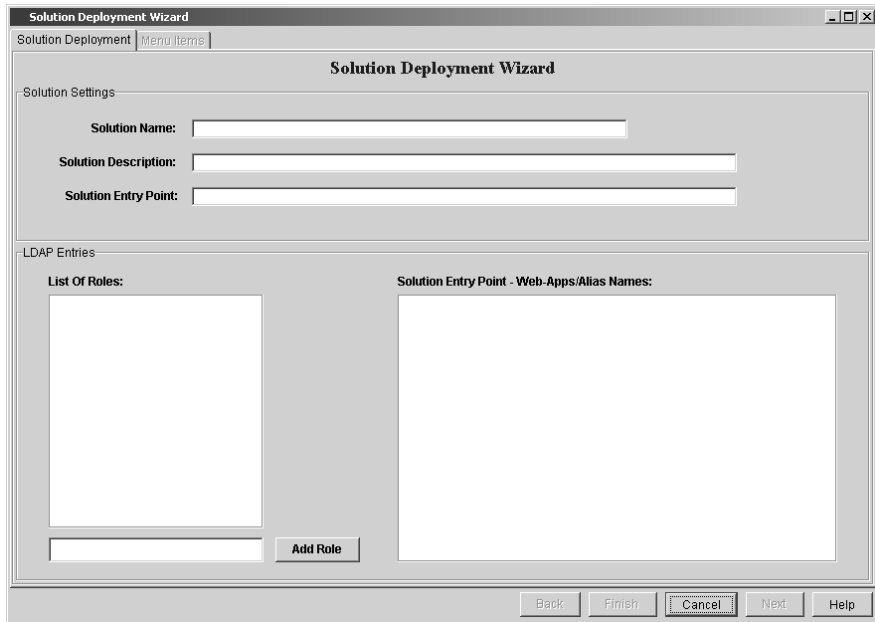 Solution Deployment Wizard
Solution Deployment Menu Items
Solution Deployment Wizard
Solution Settings
Solution Name:
Solution Description:
Solution Entry Point:
LDAP Entries
List Of Roles:
Solution Entry Point - Web-Apps/Alias Names:
Add Role
Back Finish Cancel Next Help